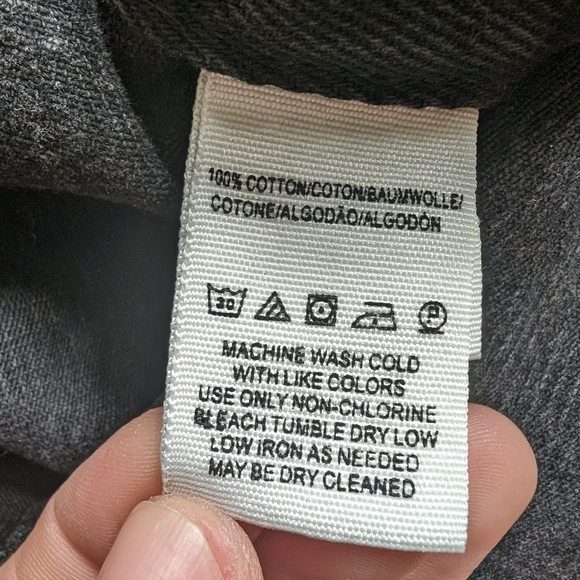 100% COTTON/COTON/BAUMWOLLE/
COTONE/ALGODÃO/ALGODÓN
30
P
MACHINE WASH COLD
WITH LIKE COLORS
USE ONLY NON-CHLORINE
BLEACH TUMBLE DRY LOW
LOW IRON AS NEEDED
MAY BE DRY CLEANED